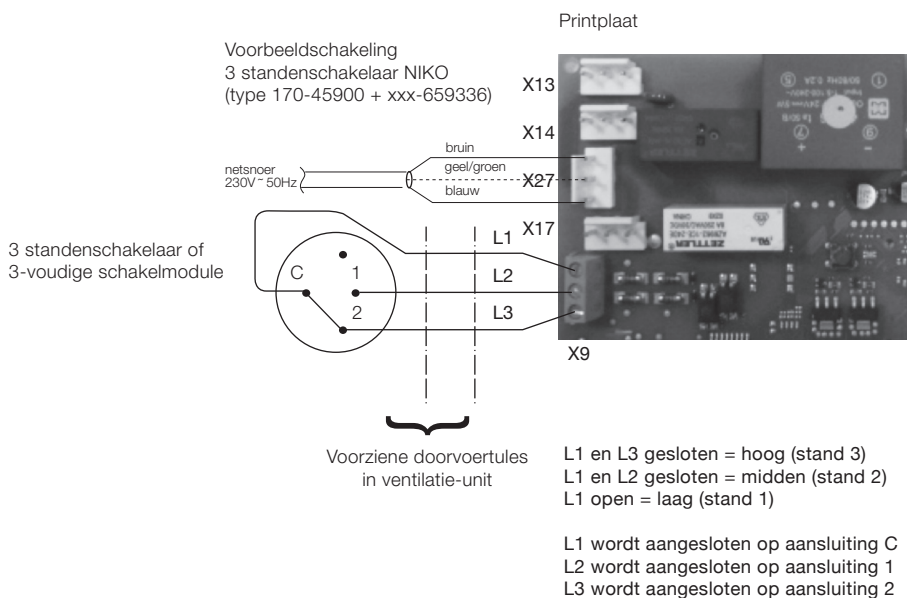 Printplaat
Voorbeeldschakeling
3 standenschakelaar NIKO
(type 170-45900 + xxx-659336)
X13
X14
bruin
geel/groen
X27
netsnoer
230V~50Hz
blauw
X17
L1
3 standenschakelaar of
3-voudige schakelmodule
C
1
L2
2
L3
ZETTLER
X9
Voorziene doorvoertules
in ventilatie-unit
L1 en L3 gesloten = hoog (stand 3)
L1 en L2 gesloten = midden (stand 2)
L1 open = laag (stand 1)
L1 wordt aangesloten op aansluiting C
L2 wordt aangesloten op aansluiting 1
L3 wordt aangesloten op aansluiting 2